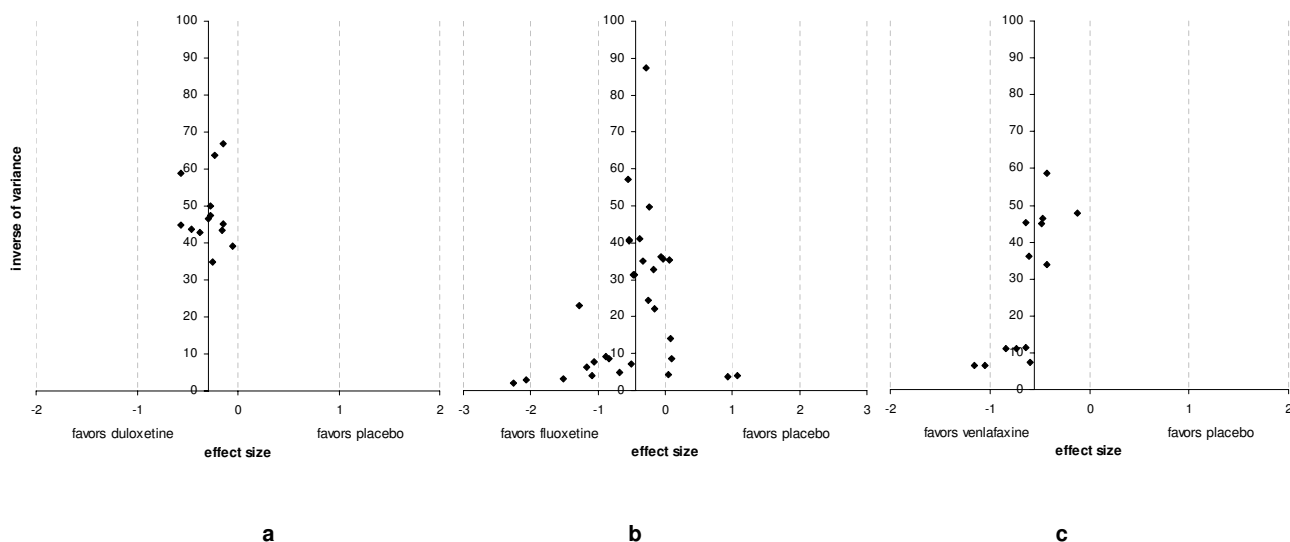 100 100 100
90 90 90
80 80 80
70 70 70
60 60 60
50 50 50
40 40 40
30 30 30
20 20 20
10 10 10
0 0 0
inverse of variance
-2 -1 0 1 2 -3 -2 -1 0 1 2 3 -2 -1 0 1 2
favors duloxetine favors placebo favors fluoxetine favors placebo favors venlafaxine favors placebo
effect size effect size effect size
a b c